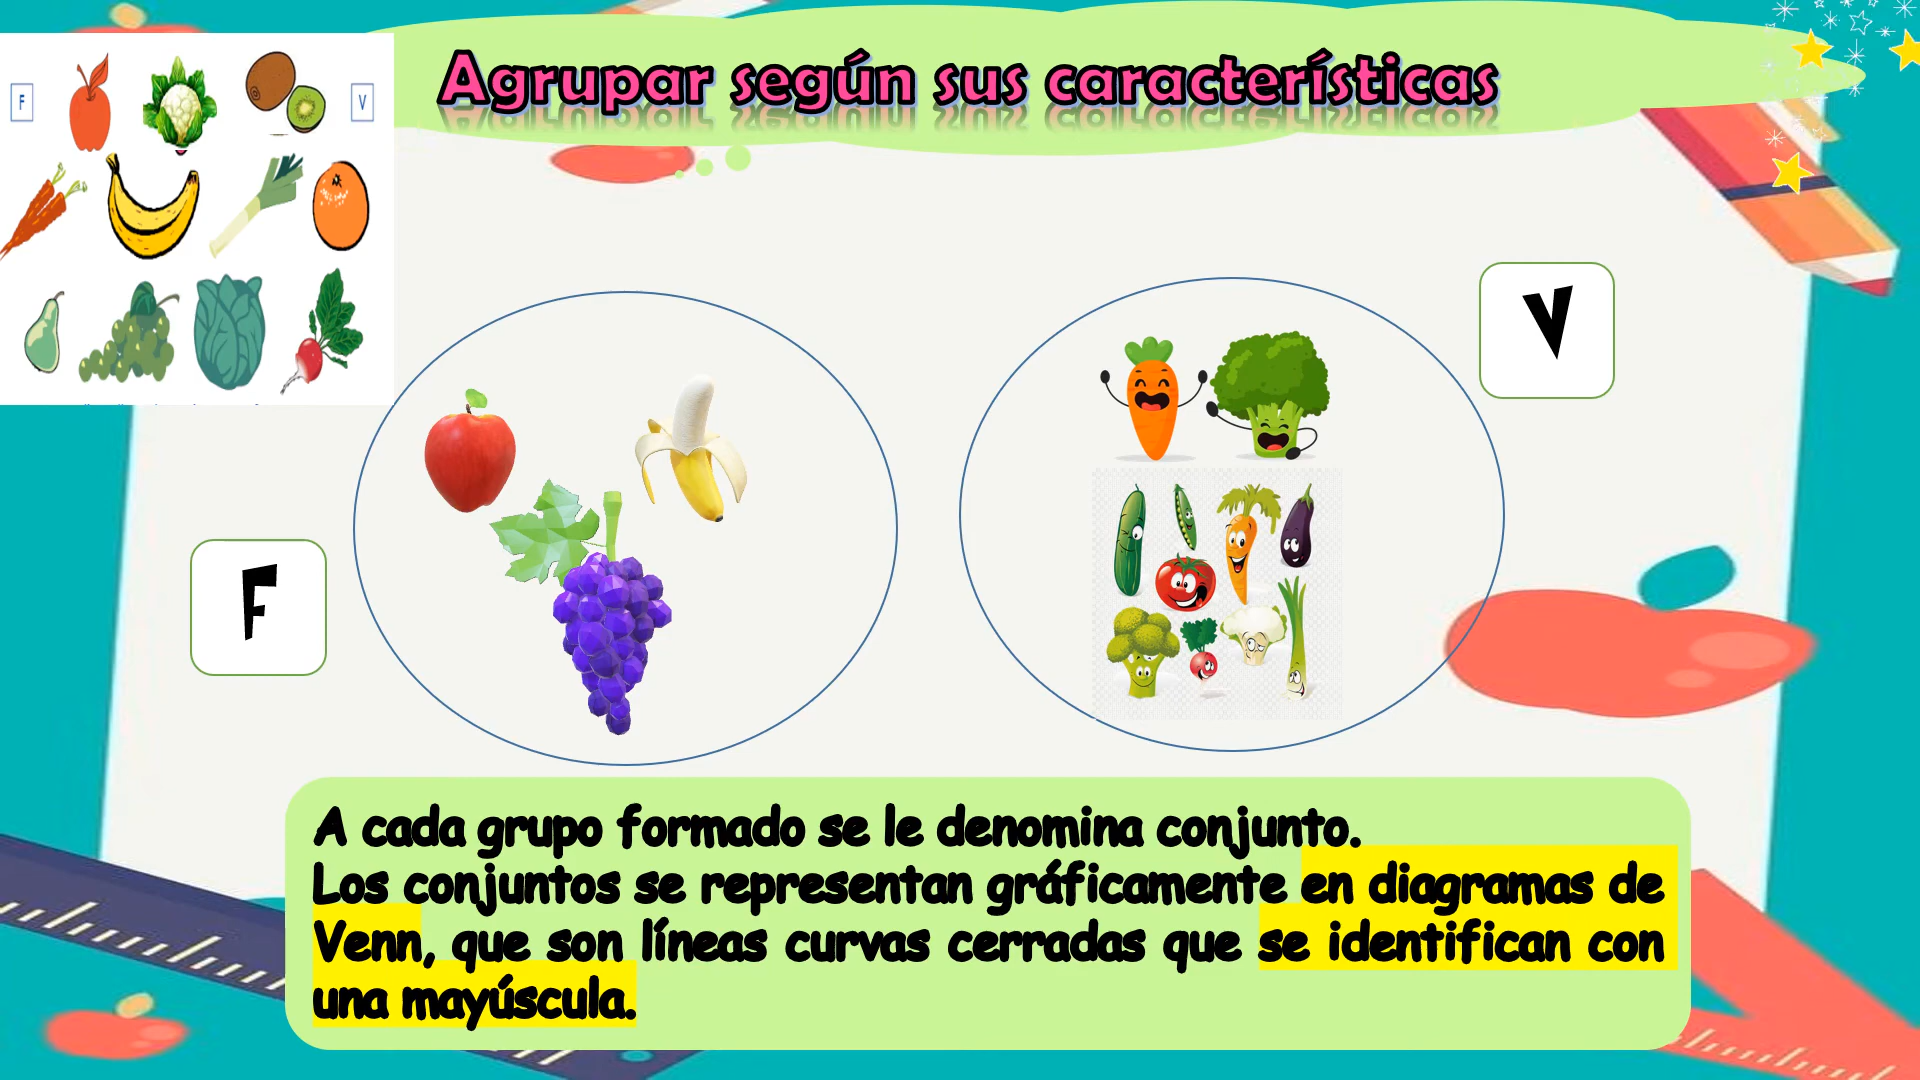 Agrupar según sus características
F
V
V
F
A cada grupo formado se le denomina conjunto.
Los conjuntos se representan gráficamente en diagramas de
Venn, que son líneas curvas cerradas que se identifican con
una mayúscula.